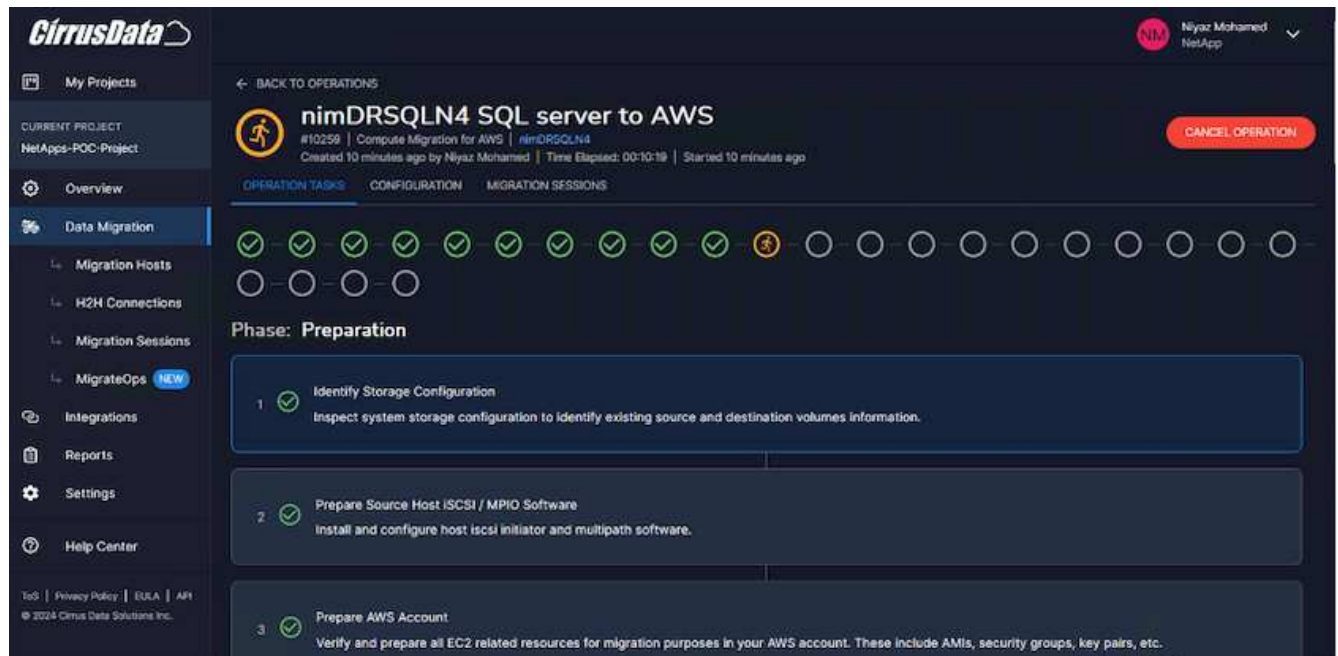 CirrusData
NM
Niyaz Mohamed
NetApp
My Projects
CURRENT PROJECT
NetApps-POC-Project
Overview
Data Migration
Migration Hosts
H2H Connections
Migration Sessions
MigrateOps NEW
Integrations
Reports
Settings
Help Center
ToS | Privacy Policy | EULA | API
© 2024 Cirrus Data Solutions Inc.
← BACK TO OPERATIONS
nimDRSQLN4 SQL server to AWS
#10259 | Compute Migration for AWS | nimDRSQLN4
Created 10 minutes ago by Niyaz Mohamed | Time Elapsed: 00:10:19 | Started 10 minutes ago
CANCEL OPERATION
OPERATION TASKS CONFIGURATION MIGRATION SESSIONS
Phase: Preparation
1 Identify Storage Configuration
Inspect system storage configuration to identify existing source and destination volumes information.
2 Prepare Source Host iSCSI / MPIO Software
Install and configure host iscsi initiator and multipath software.
3 Prepare AWS Account
Verify and prepare all EC2 related resources for migration purposes in your AWS account. These include AMIs, security groups, key pairs, etc.